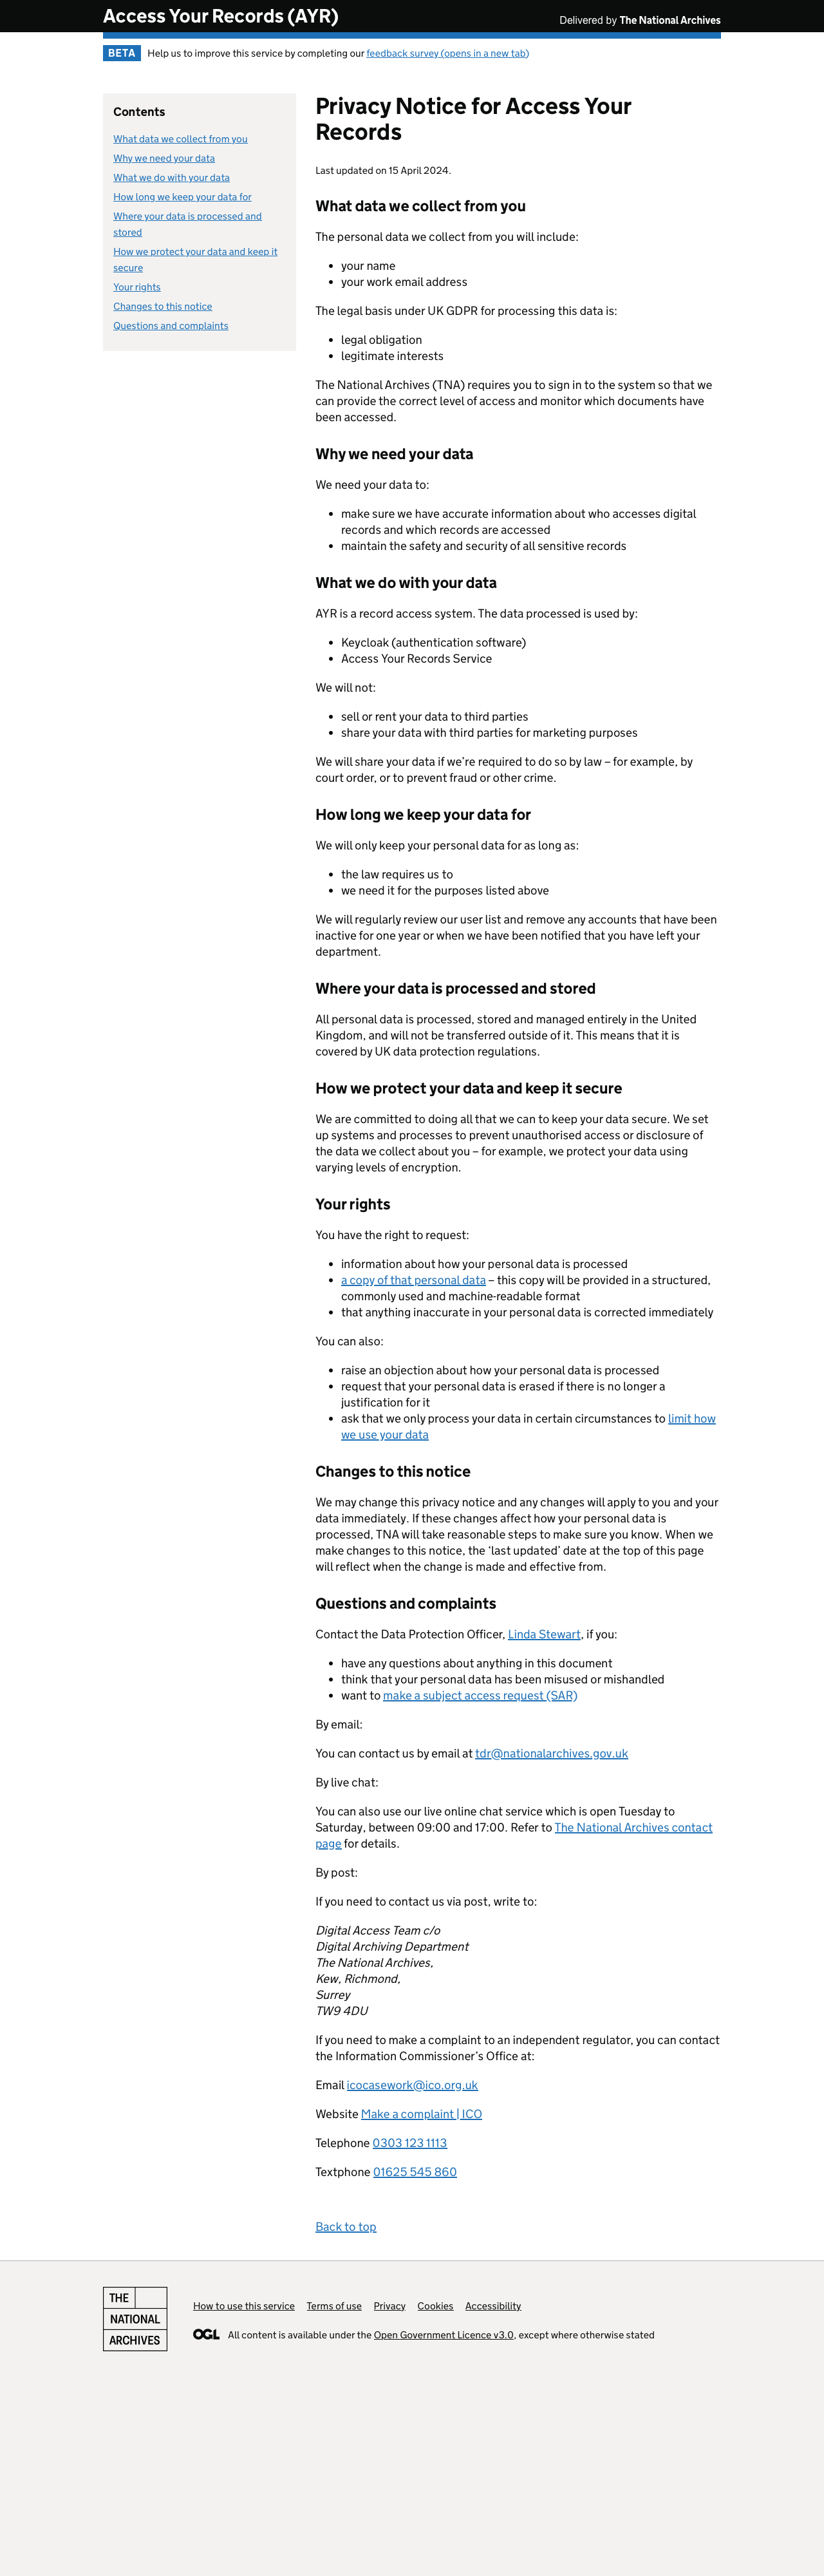 Access Your Records (AYR)
Delivered by The National Archives
BETA Help us to improve this service by completing our feedback survey (opens in a new tab)
Contents
What data we collect from you
Why we need your data
What we do with your data
How long we keep your data for
Where your data is processed and
stored
How we protect your data and keep it
secure
Your rights
Changes to this notice
Questions and complaints
Privacy Notice for Access Your
Records
Last updated on 15 April 2024.
What data we collect from you
The personal data we collect from you will include:
• your name
• your work email address
The legal basis under UK GDPR for processing this data is:
• legal obligation
• legitimate interests
The National Archives (TNA) requires you to sign in to the system so that we
can provide the correct level of access and monitor which documents have
been accessed.
Why we need your data
We need your data to:
• make sure we have accurate information about who accesses digital
records and which records are accessed
• maintain the safety and security of all sensitive records
What we do with your data
AYR is a record access system. The data processed is used by:
• Keycloak (authentication software)
• Access Your Records Service
We will not:
• sell or rent your data to third parties
• share your data with third parties for marketing purposes
We will share your data if we’re required to do so by law – for example, by
court order, or to prevent fraud or other crime.
How long we keep your data for
We will only keep your personal data for as long as:
• the law requires us to
• we need it for the purposes listed above
We will regularly review our user list and remove any accounts that have been
inactive for one year or when we have been notified that you have left your
department.
Where your data is processed and stored
All personal data is processed, stored and managed entirely in the United
Kingdom, and will not be transferred outside of it. This means that it is
covered by UK data protection regulations.
How we protect your data and keep it secure
We are committed to doing all that we can to keep your data secure. We set
up systems and processes to prevent unauthorised access or disclosure of
the data we collect about you – for example, we protect your data using
varying levels of encryption.
Your rights
You have the right to request:
• information about how your personal data is processed
• a copy of that personal data – this copy will be provided in a structured,
commonly used and machine-readable format
• that anything inaccurate in your personal data is corrected immediately
You can also:
• raise an objection about how your personal data is processed
• request that your personal data is erased if there is no longer a
justification for it
• ask that we only process your data in certain circumstances to limit how
we use your data
Changes to this notice
We may change this privacy notice and any changes will apply to you and your
data immediately. If these changes affect how your personal data is
processed, TNA will take reasonable steps to make sure you know. When we
make changes to this notice, the ‘last updated’ date at the top of this page
will reflect when the change is made and effective from.
Questions and complaints
Contact the Data Protection Officer, Linda Stewart, if you:
• have any questions about anything in this document
• think that your personal data has been misused or mishandled
• want to make a subject access request (SAR)
By email:
You can contact us by email at tdr@nationalarchives.gov.uk
By live chat:
You can also use our live online chat service which is open Tuesday to
Saturday, between 09:00 and 17:00. Refer to The National Archives contact
page for details.
By post:
If you need to contact us via post, write to:
Digital Access Team c/o
Digital Archiving Department
The National Archives,
Kew, Richmond,
Surrey
TW9 4DU
If you need to make a complaint to an independent regulator, you can contact
the Information Commissioner’s Office at:
Email icocasework@ico.org.uk
Website Make a complaint | ICO
Telephone 0303 123 1113
Textphone 01625 545 860
Back to top
THE
NATIONAL
ARCHIVES
How to use this service Terms of use Privacy Cookies Accessibility
OGL All content is available under the Open Government Licence v3.0, except where otherwise stated